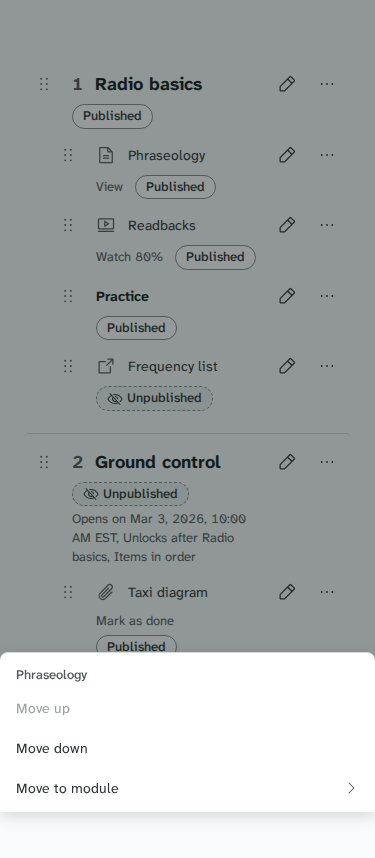 1 Radio basics
Published
Phraseology
View Published
Readbacks
Watch 80% Published
Practice
Published
Frequency list
Unpublished
2 Ground control
Unpublished
Opens on Mar 3, 2026, 10:00
AM EST, Unlocks after Radio
basics, Items in order
Taxi diagram
Mark as done
Published
Phraseology
Move up
Move down
Move to module